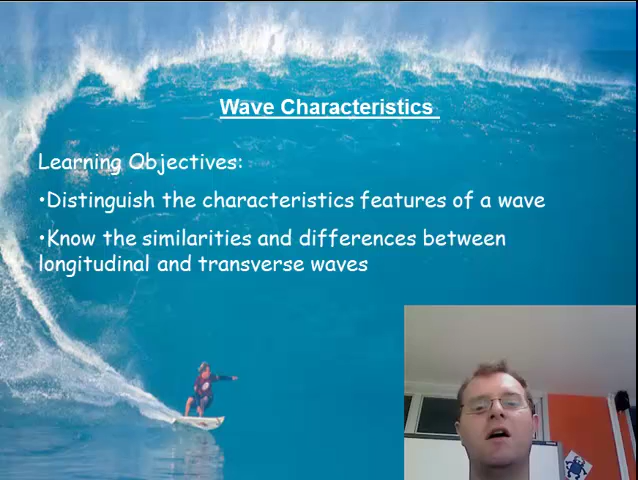 Wave Characteristics
Learning Objectives:
•Distinguish the characteristics features of a wave
•Know the similarities and differences between
longitudinal and transverse waves